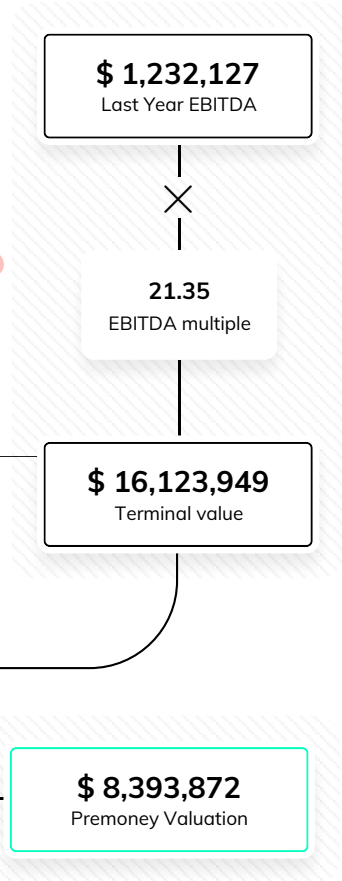 $ 1,232,127
Last Year EBITDA
21.35
EBITDA multiple
$ 16,123,949
Terminal value
$ 8,393,872
Premoney Valuation